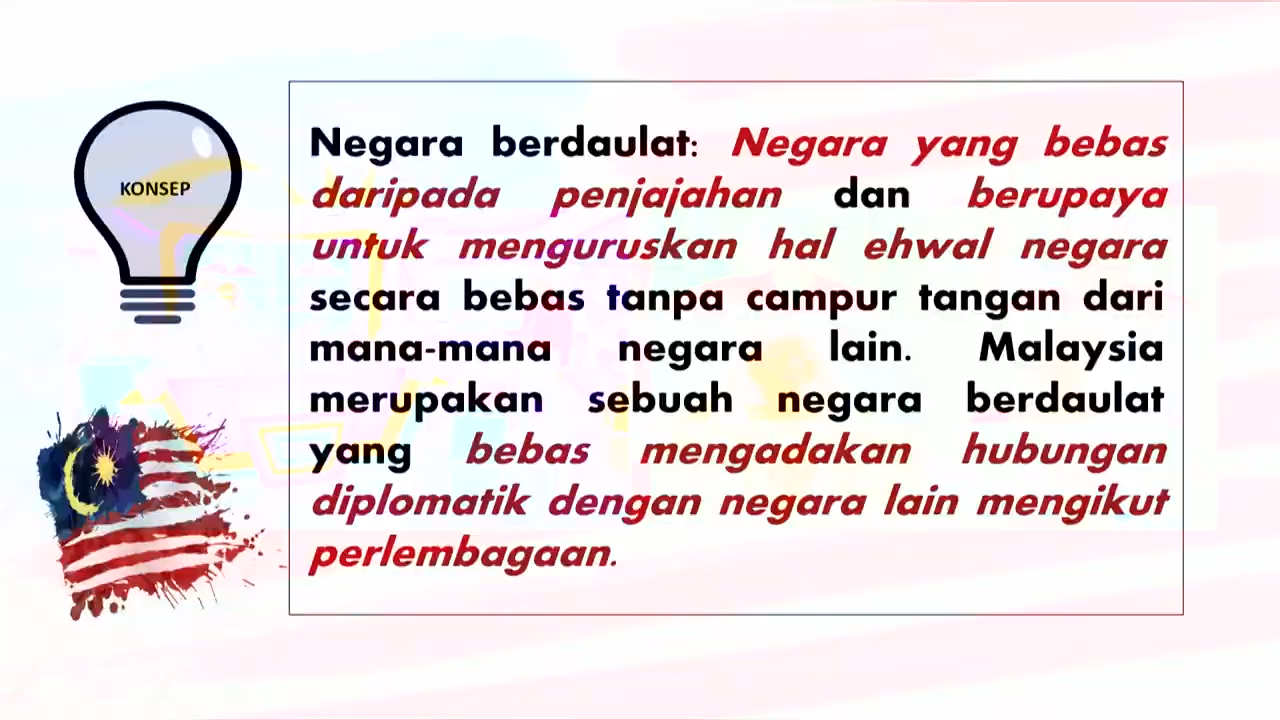 KONSEP
Negara berdaulat: Negara yang bebas
daripada penjajahan dan berupaya
untuk menguruskan hal ehwal negara
secara bebas tanpa campur tangan dari
mana-mana negara lain. Malaysia
merupakan sebuah negara berdaulat
yang bebas mengadakan hubungan
diplomatik dengan negara lain mengikut
perlembagaan.